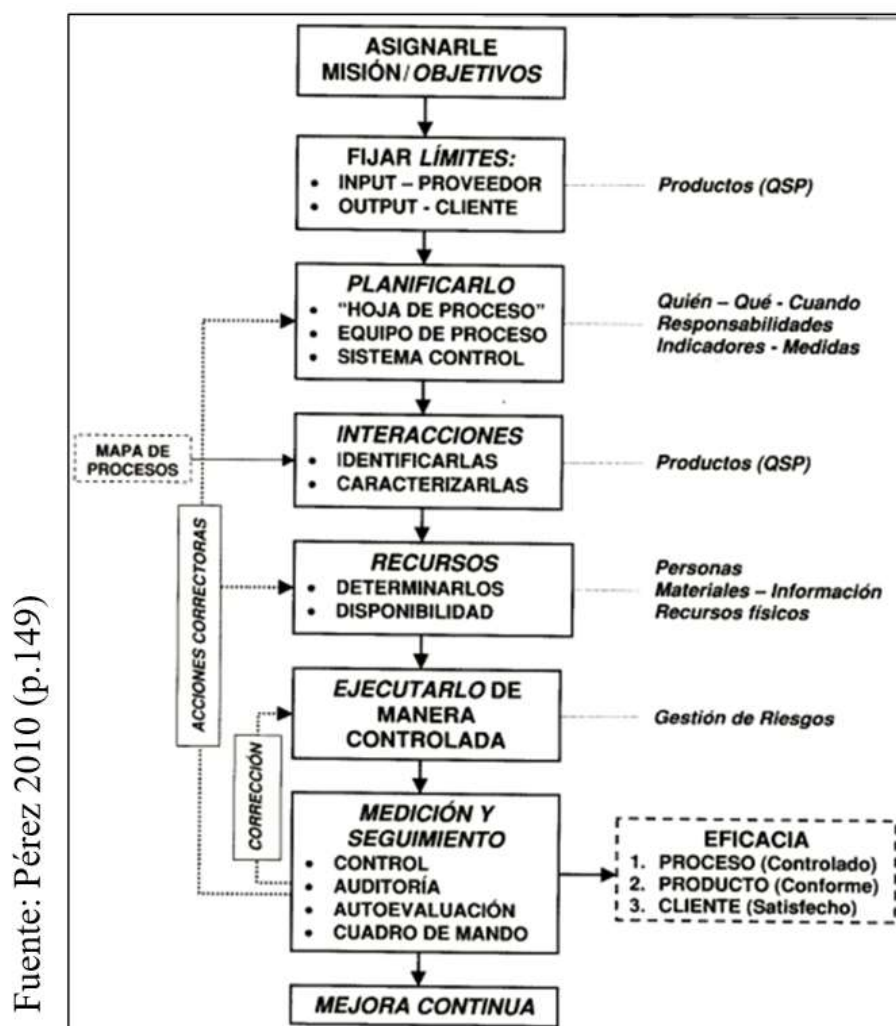 ASIGNARLE
MISIÓN/OBJETIVOS
FIJAR LÍMITES:
• INPUT – PROVEEDOR
• OUTPUT - CLIENTE
Productos (QSP)
PLANIFICARLO
• "HOJA DE PROCESO"
• EQUIPO DE PROCESO
• SISTEMA CONTROL
Quién – Qué - Cuando
Responsabilidades
Indicadores - Medidas
MAPA DE
PROCESOS
INTERACCIONES
• IDENTIFICARLAS
• CARACTERIZARLAS
Productos (QSP)
ACCIONES CORRECTORAS
RECURSOS
• DETERMINARLOS
• DISPONIBILIDAD
Personas
Materiales – Información
Recursos físicos
CORRECCIÓN
EJECUTARLO DE
MANERA
CONTROLADA
Gestión de Riesgos
MEDICIÓN Y
SEGUIMIENTO
• CONTROL
• AUDITORÍA
• AUTOEVALUACIÓN
• CUADRO DE MANDO
EFICACIA
1. PROCESO (Controlado)
2. PRODUCTO (Conforme)
3. CLIENTE (Satisfecho)
MEJORA CONTINUA
Fuente: Pérez 2010 (p.149)